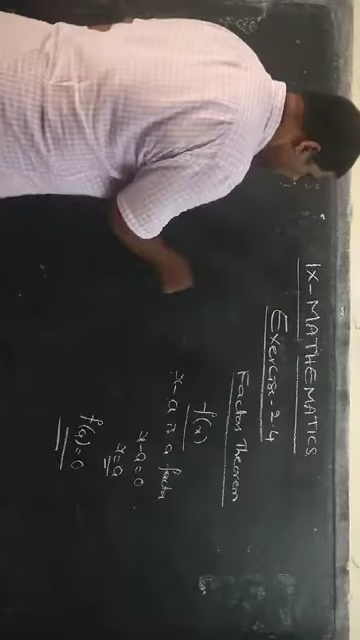 IX-MATHEMATICS
Exercise-2.4
Factor Theorem
f(x)
x-a is a factor
x-a=0
x=a
f(a)=0